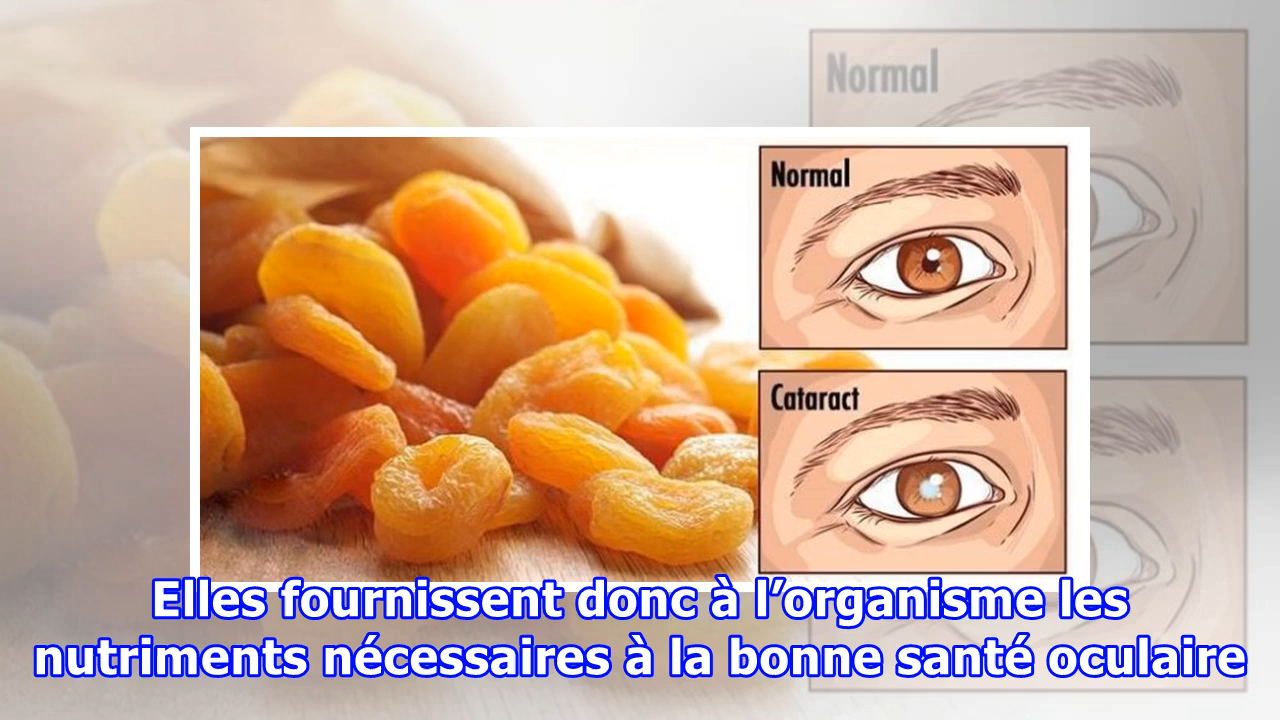 Normal
Normal
Cataract
Elles fournissent donc à l’organisme les
nutriments nécessaires à la bonne santé oculaire